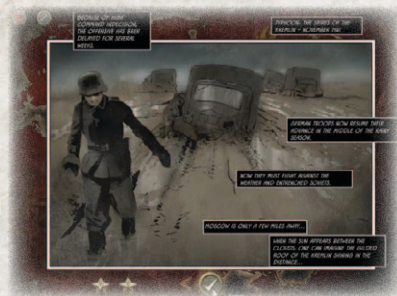 BECAUSE OF HIGH
COMMAND INDECISION,
THE OFFENSIVE HAS BEEN
DELAYED FOR SEVERAL
WEEKS.
TYPHOON: THE SPIRES OF THE
KREMLIN - NOVEMBER 1941
GERMAN TROOPS NOW RESUME THEIR
ADVANCE IN THE MIDDLE OF THE RAINY
SEASON.
NOW THEY MUST FIGHT AGAINST THE
WEATHER AND ENTRENCHED SOVIETS.
MOSCOW IS ONLY A FEW MILES AWAY...
WHEN THE SUN APPEARS BETWEEN THE
CLOUDS, ONE CAN IMAGINE THE GILDED
ROOF OF THE KREMLIN SHINING IN THE
DISTANCE...